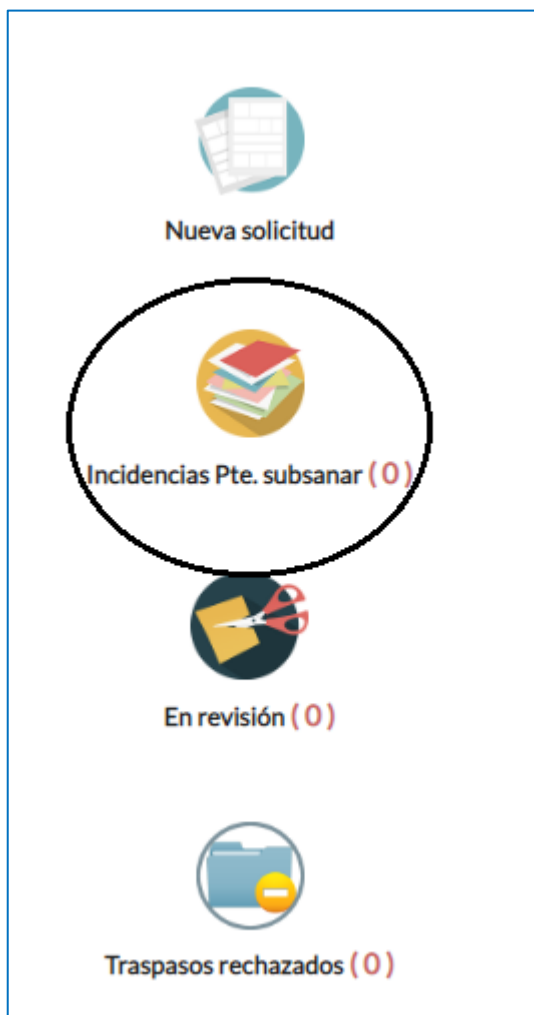 Nueva solicitud
Incidencias Pte. subsanar ( 0 )
En revisión ( 0 )
Traspasos rechazados ( 0 )